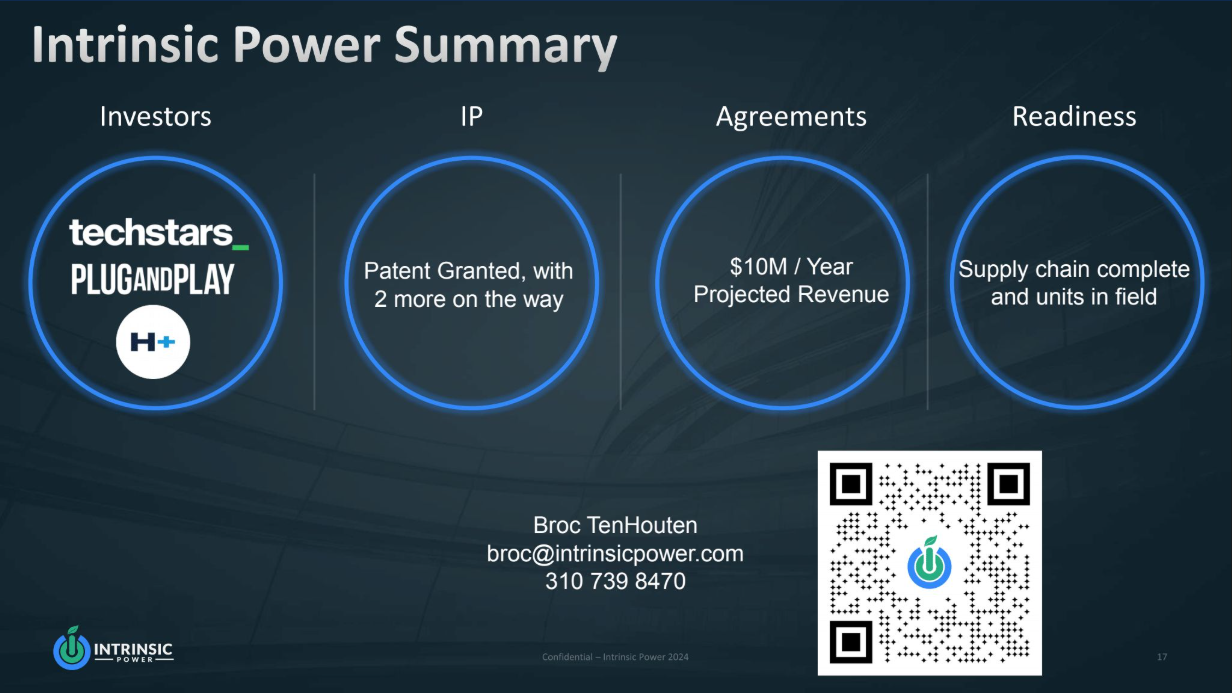 Intrinsic Power Summary
Investors
techstars_
PLUGANDPLAY
H+
IP
Patent Granted, with
2 more on the way
Agreements
$10M / Year
Projected Revenue
Readiness
Supply chain complete
and units in field
Broc TenHouten
broc@intrinsicpower.com
310 739 8470
INTRINSIC
POWER
Confidential – Intrinsic Power 2024
17